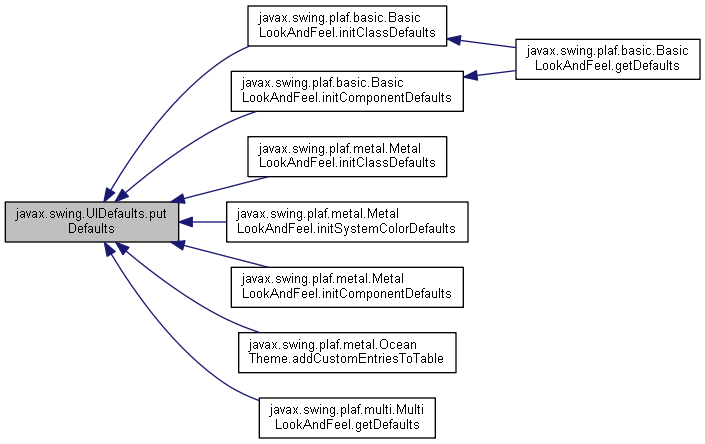 javax.swing.plaf.basic.Basic
LookAndFeel.initClassDefaults
javax.swing.plaf.basic.Basic
LookAndFeel.getDefaults
javax.swing.plaf.basic.Basic
LookAndFeel.initComponentDefaults
javax.swing.plaf.metal.Metal
LookAndFeel.initClassDefaults
javax.swing.UIDefaults.put
Defaults
javax.swing.plaf.metal.Metal
LookAndFeel.initSystemColorDefaults
javax.swing.plaf.metal.Metal
LookAndFeel.initComponentDefaults
javax.swing.plaf.metal.Ocean
Theme.addCustomEntriesToTable
javax.swing.plaf.multi.Multi
LookAndFeel.getDefaults